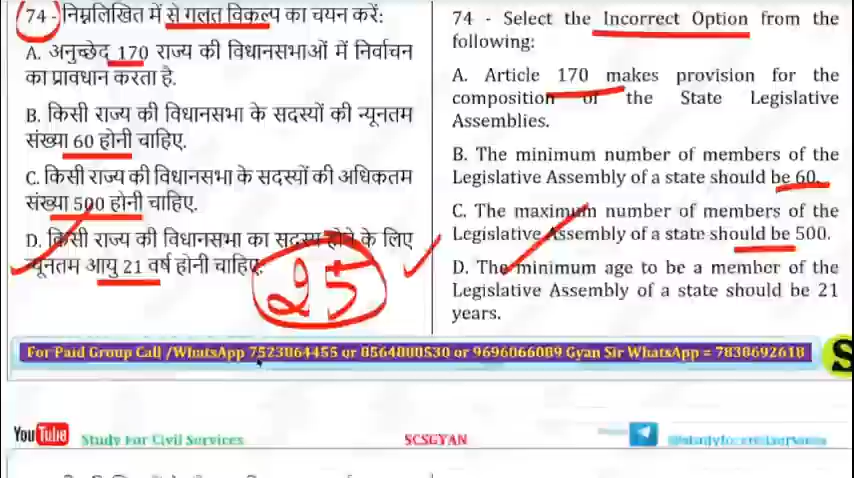 74 - निम्नलिखित में से गलत विकल्प का चयन करें:
A. अनुच्छेद 170 राज्य की विधानसभाओं में निर्वाचन
का प्रावधान करता है.
B. किसी राज्य की विधानसभा के सदस्यों की न्यूनतम
संख्या 60 होनी चाहिए.
C. किसी राज्य की विधानसभा के सदस्यों की अधिकतम
संख्या 500 होनी चाहिए.
D. किसी राज्य की विधानसभा का सदस्य होने के लिए
न्यूनतम आयु 21 वर्ष होनी चाहिए.
25
74 - Select the Incorrect Option from the
following:
A. Article 170 makes provision for the
composition of the State Legislative
Assemblies.
B. The minimum number of members of the
Legislative Assembly of a state should be 60.
C. The maximum number of members of the
Legislative Assembly of a state should be 500.
D. The minimum age to be a member of the
Legislative Assembly of a state should be 21
years.
For Paid Group Call /WhatsApp 7523064455 or 8564000530 or 9696066089 Gyan Sir WhatsApp = 7830692618
S
YouTube Study For Civil Services
SCSGYAN